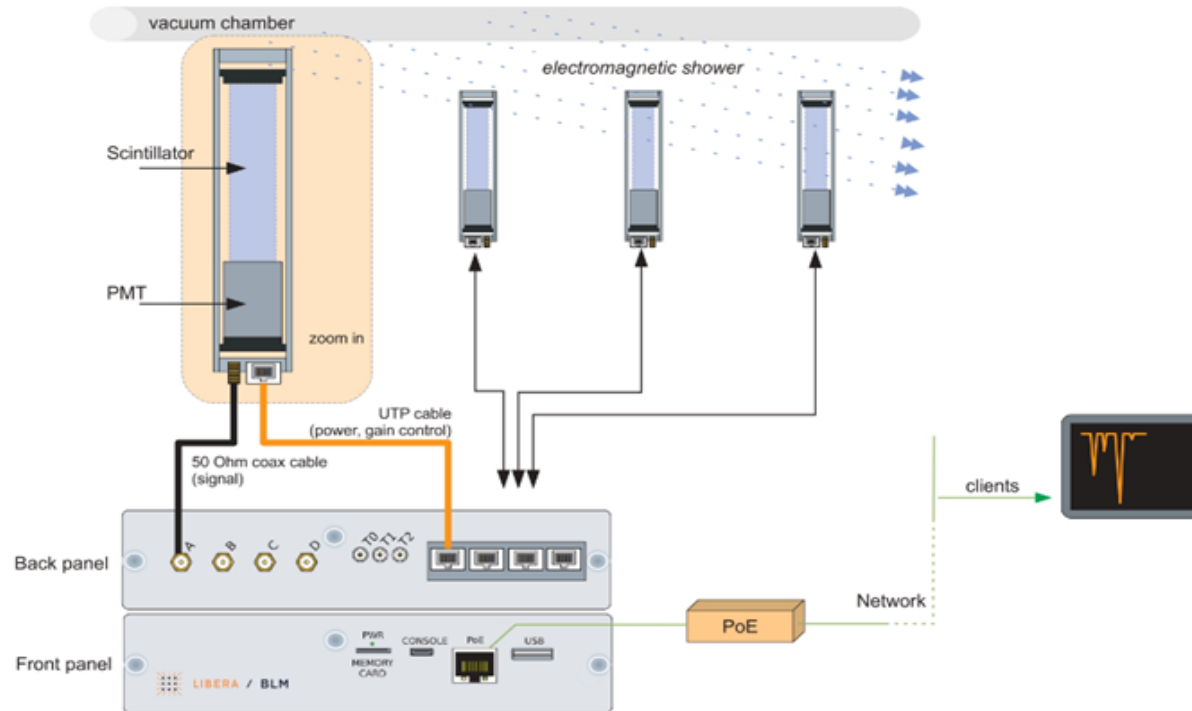 vacuum chamber
electromagnetic shower
Scintillator
PMT
zoom in
UTP cable
(power, gain control)
50 Ohm coax cable
(signal)
clients
A B C D T0 T1 T2
Back panel
Network
PoE
Front panel
PWR CONSOLE PoE USB
MEMORY
CARD
LIBERA / BLM